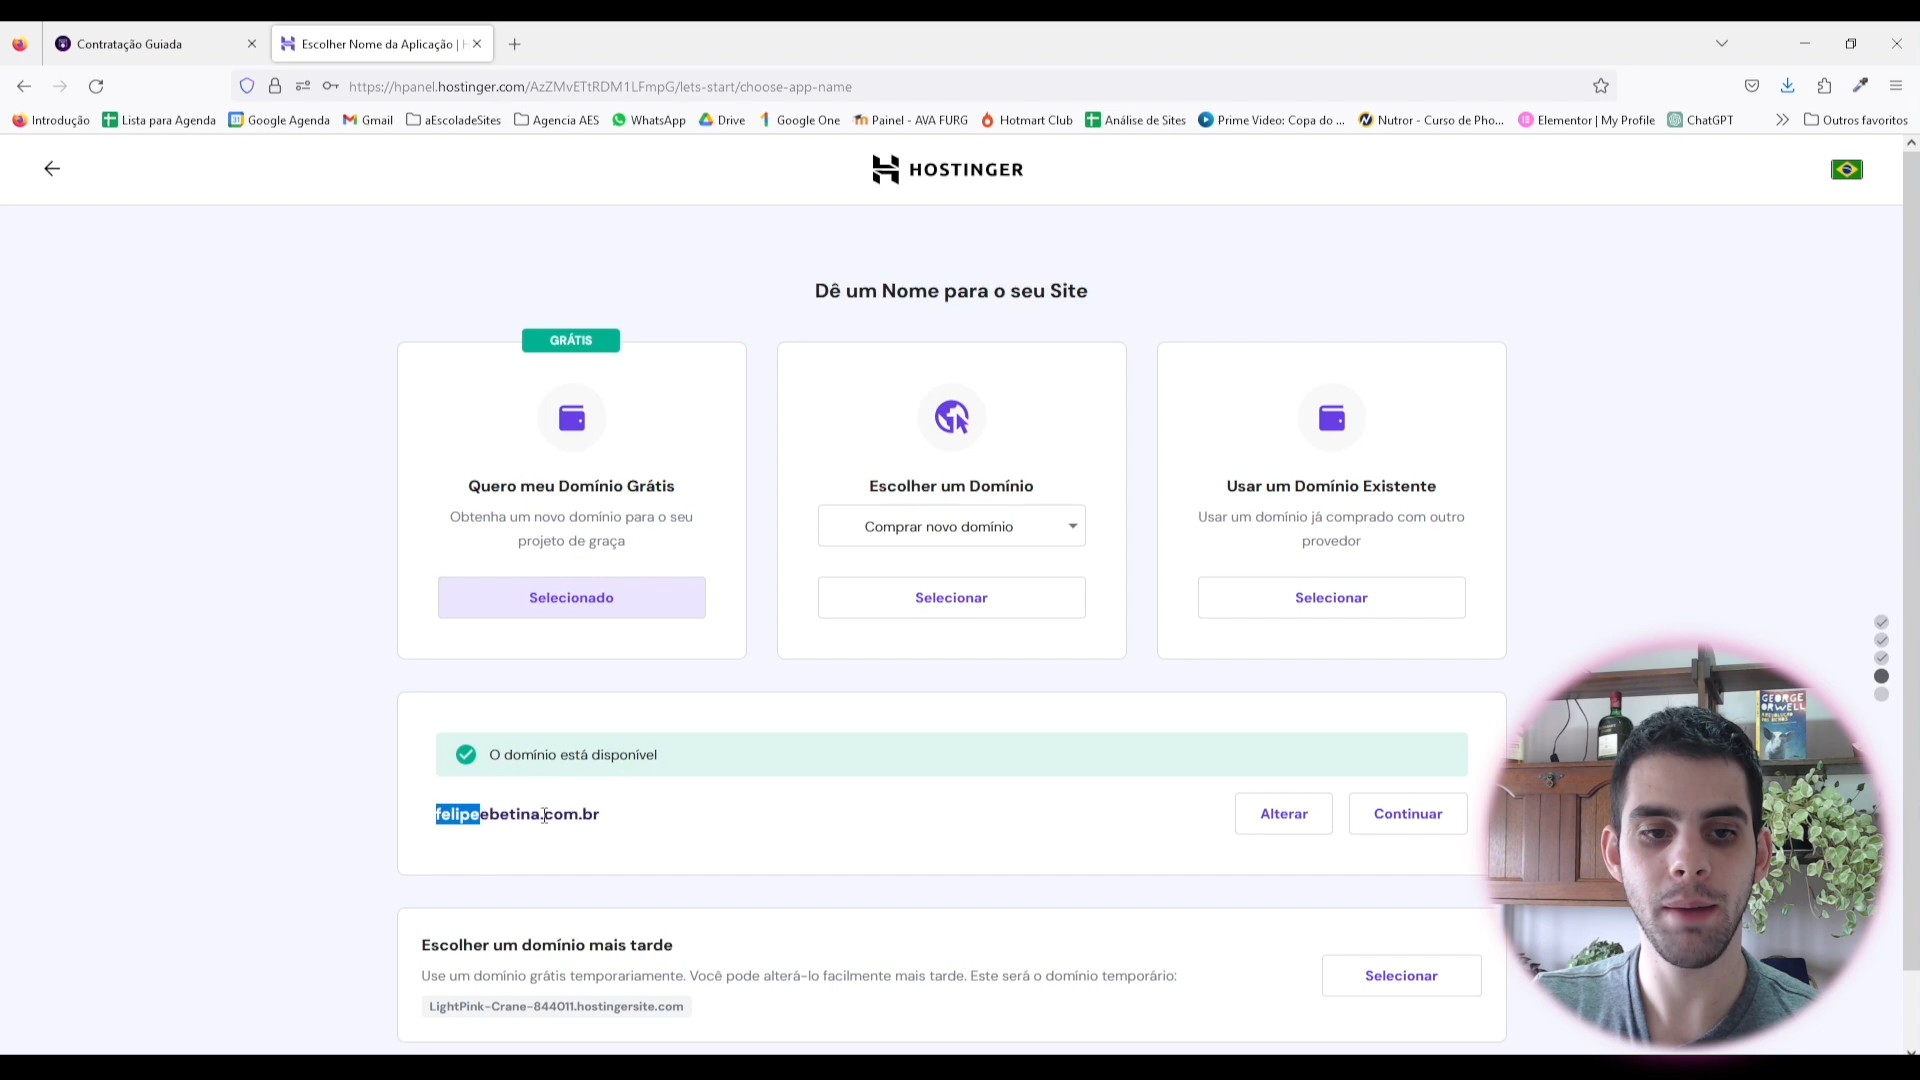 Contratação Guiada
Escolher Nome da Aplicação |
https://hpanel.hostinger.com/AzZMvETtRDM1LFmpG/lets-start/choose-app-name
Introdução
Lista para Agenda
Google Agenda
Gmail
aEscoladeSites
Agencia AES
WhatsApp
Drive
Google One
Painel - AVA FURG
Hotmart Club
Análise de Sites
Prime Video: Copa do ...
Nutror - Curso de Pho...
Elementor | My Profile
ChatGPT
Outros favoritos
HOSTINGER
Dê um Nome para o seu Site
GRÁTIS
Quero meu Domínio Grátis
Obtenha um novo domínio para o seu
projeto de graça
Selecionado
Escolher um Domínio
Comprar novo domínio
Selecionar
Usar um Domínio Existente
Usar um domínio já comprado com outro
provedor
Selecionar
O domínio está disponível
felipeebetina.com.br
Alterar
Continuar
Escolher um domínio mais tarde
Use um domínio grátis temporariamente. Você pode alterá-lo facilmente mais tarde. Este será o domínio temporário:
LightPink-Crane-844011.hostingersite.com
Selecionar
GEORGE
ORWELL